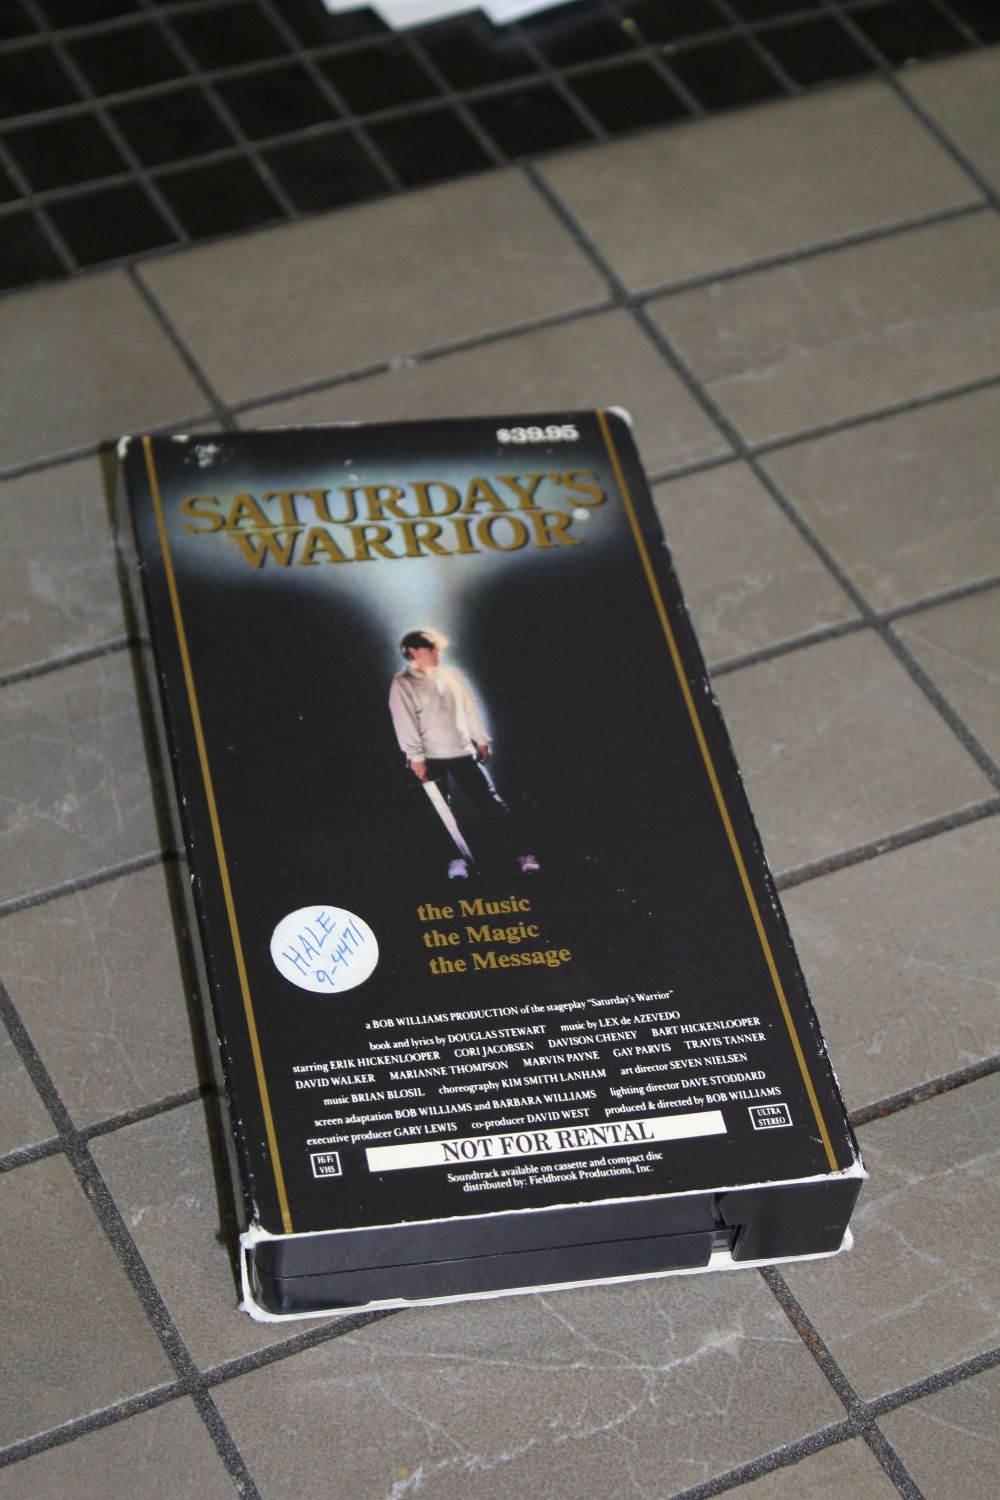 $39.95
SATURDAY'S
WARRIOR®
the Music
the Magic
the Message
HALE
9-4471
a BOB WILLIAMS PRODUCTION of the stageplay "Saturday's Warrior"
book and lyrics by DOUGLAS STEWART music by LEX de AZEVEDO
starring ERIK HICKENLOOPER CORI JACOBSEN DAVISON CHENEY BART HICKENLOOPER
DAVID WALKER MARIANNE THOMPSON MARVIN PAYNE GAY PARVIS TRAVIS TANNER
music BRIAN BLOSIL choreography KIM SMITH LANHAM art director SEVEN NIELSEN
screen adaptation BOB WILLIAMS and BARBARA WILLIAMS lighting director DAVE STODDARD
executive producer GARY LEWIS co-producer DAVID WEST produced & directed by BOB WILLIAMS
Hi Fi
VHS
NOT FOR RENTAL
ULTRA
STEREO
Soundtrack available on cassette and compact disc
distributed by: Fieldbrook Productions, Inc.